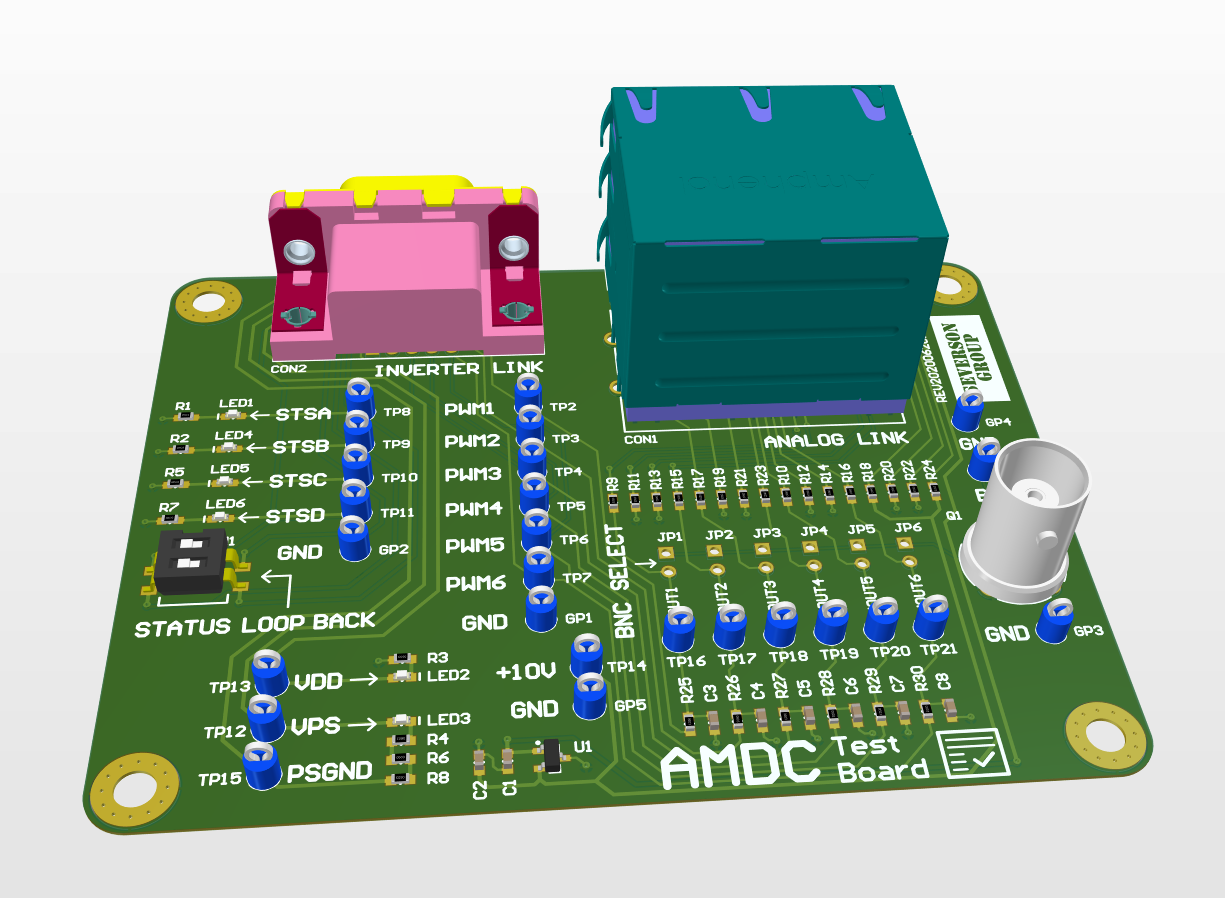 Amphenol
CON2
INVERTER LINK
REV202006
SEVERSON
GROUP
R1
LED1
STSA
TP8
R2
LED4
STSB
TP9
R5
LED5
STSC
TP10
R7
LED6
STSD
TP11
GND
GP2
STATUS LOOP BACK
PWM1
TP2
PWM2
TP3
PWM3
TP4
PWM4
TP5
PWM5
TP6
PWM6
TP7
GND
GP1
CON1
ANALOG LINK
GP4
R9
R11
R13
R15
R17
R19
R21
R23
R10
R12
R14
R16
R18
R20
R22
R24
Q1
BNC SELECT
JP1
JP2
JP3
JP4
JP5
JP6
TP16
TP17
TP18
TP19
TP20
TP21
GND
GP3
TP13
VDD
R3
LED2
TP12
VPS
LED3
R4
R6
TP15
PSGND
R8
+10V
TP14
GND
GP5
C2
C1
U1
R25
C3
R26
C4
R27
C5
R28
C6
R29
C7
R30
C8
AMDC
Test
Board